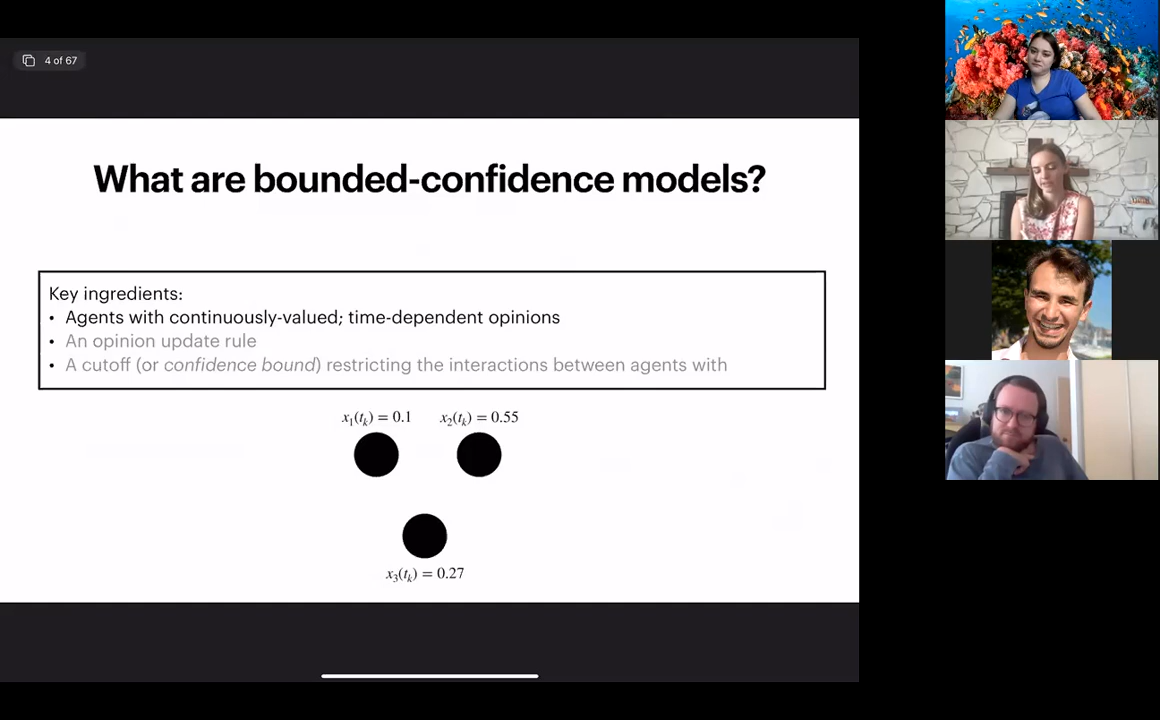 4 of 67
What are bounded-confidence models?
Key ingredients:
• Agents with continuously-valued; time-dependent opinions
• An opinion update rule
• A cutoff (or confidence bound) restricting the interactions between agents with
x₁(tₖ) = 0.1 x₂(tₖ) = 0.55
x₃(tₖ) = 0.27